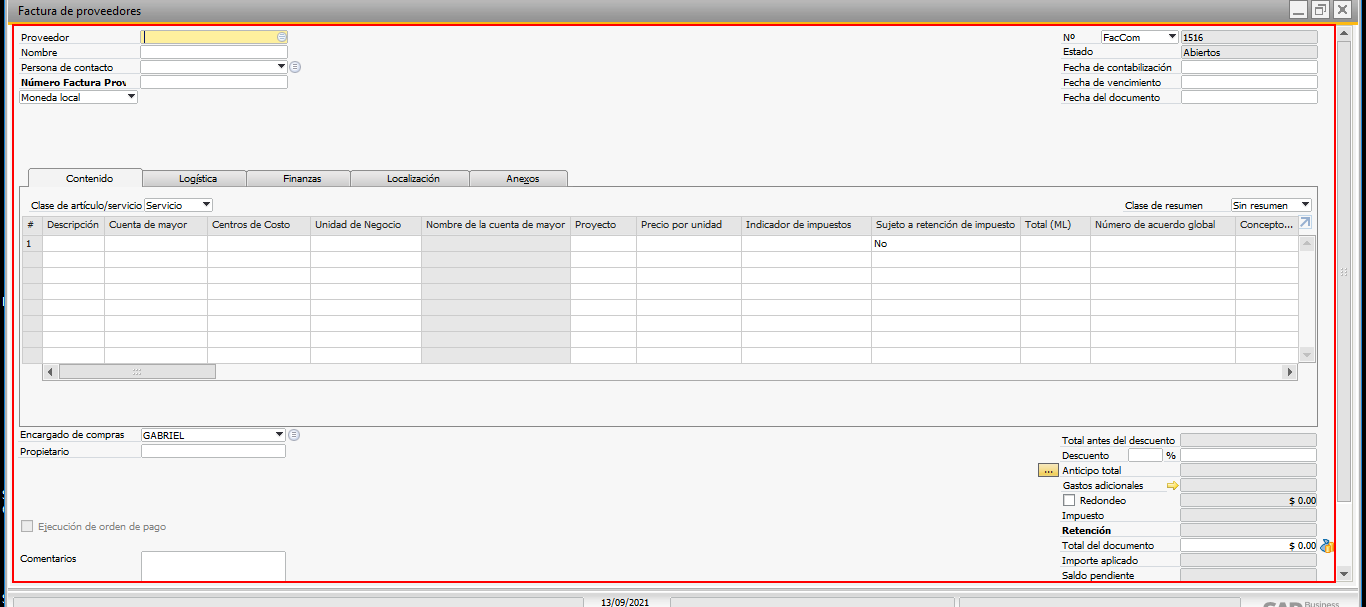 Factura de proveedores
Proveedor
Nº FacCom 1516
Nombre
Estado Abiertos
Persona de contacto
Fecha de contabilización
Número Factura Prov
Fecha de vencimiento
Moneda local
Fecha del documento
Contenido Logística Finanzas Localización Anexos
Clase de artículo/servicio Servicio
Clase de resumen Sin resumen
# Descripción Cuenta de mayor Centros de Costo Unidad de Negocio Nombre de la cuenta de mayor Proyecto Precio por unidad Indicador de impuestos Sujeto a retención de impuesto Total (ML) Número de acuerdo global Concepto...
1 No
Encargado de compras GABRIEL
Propietario
Total antes del descuento
Descuento %
... Anticipo total
Gastos adicionales
Redondeo $ 0.00
Impuesto
Ejecución de orden de pago
Retención
Total del documento $ 0.00
Comentarios
Importe aplicado
Saldo pendiente
13/09/2021
Business